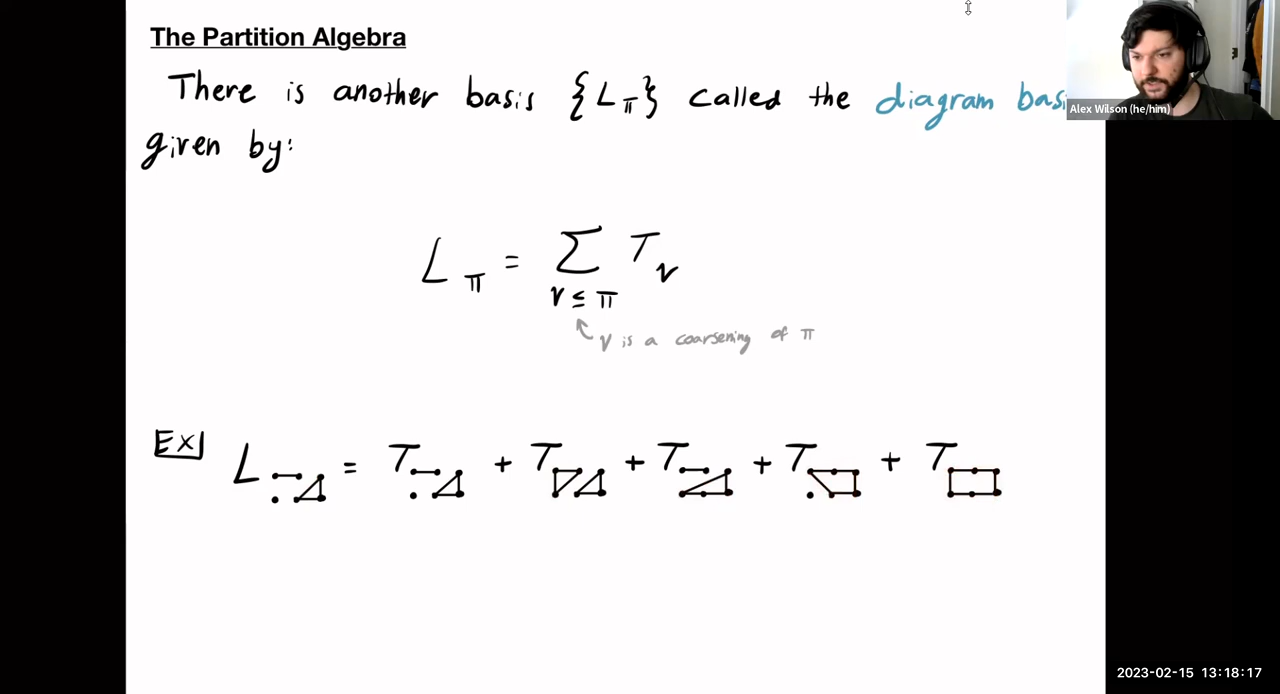 The Partition Algebra
There is another basis {L_π} called the diagram basi
given by:
L_π = Σ_{ν ≤ π} T_ν
ν is a coarsening of π
Ex] L = T + T + T + T + T
Alex Wilson (he/him)
2023-02-15 13:18:17